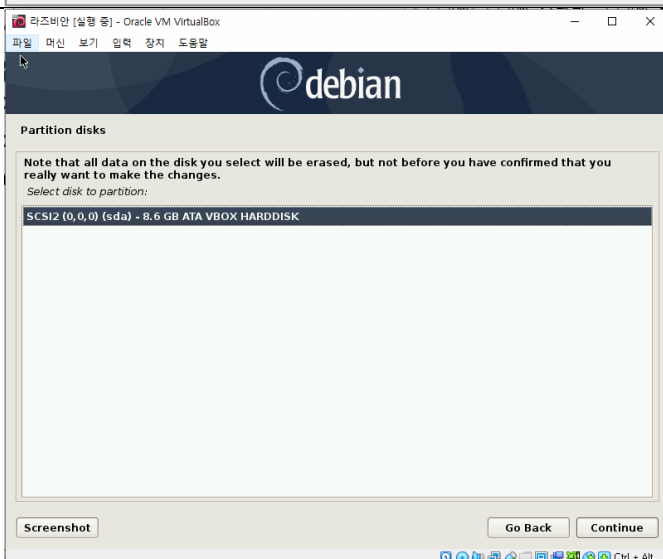 라즈비안 [실행 중] - Oracle VM VirtualBox
파일 머신 보기 입력 장치 도움말
debian
Partition disks
Note that all data on the disk you select will be erased, but not before you have confirmed that you
really want to make the changes.
Select disk to partition:
SCSI2 (0,0,0) (sda) - 8.6 GB ATA VBOX HARDDISK
Screenshot Go Back Continue
Ctrl + Alt